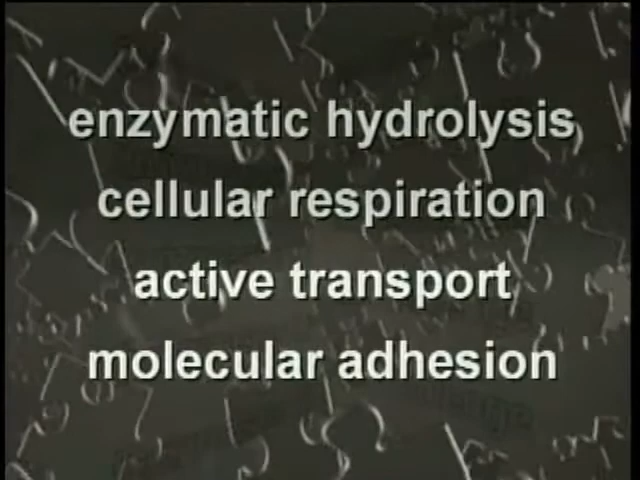 enzymatic hydrolysis
cellular respiration
active transport
molecular adhesion